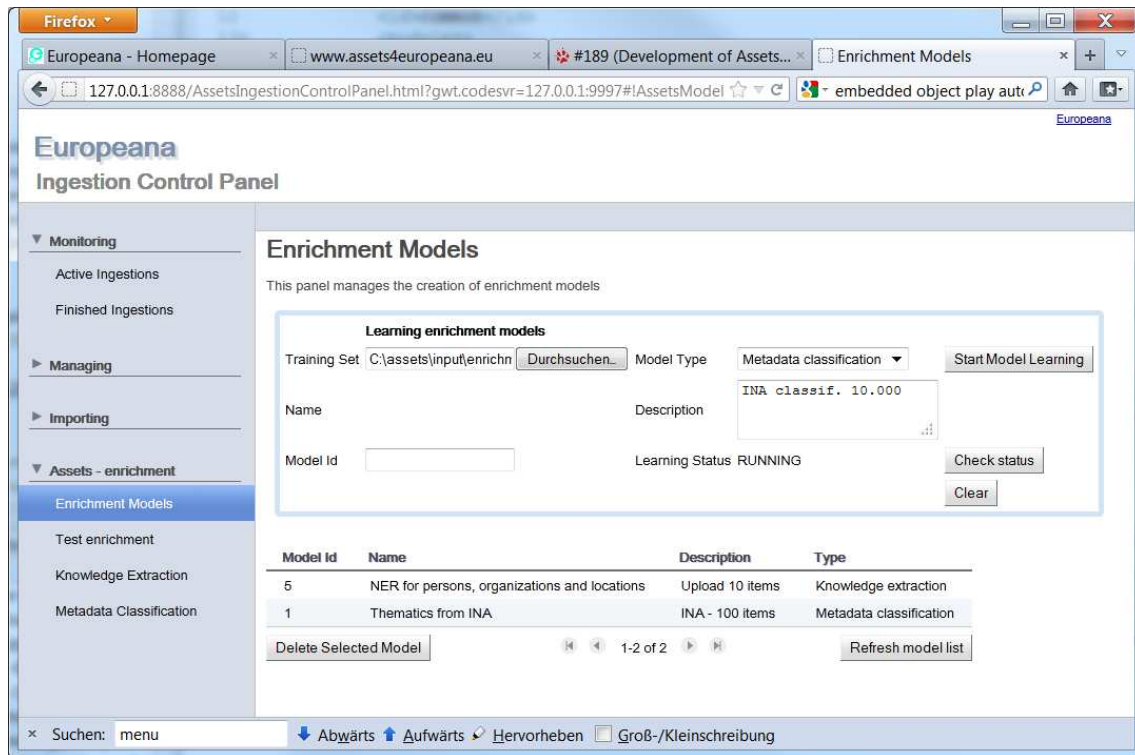 Firefox
Europeana - Homepage
www.assets4europeana.eu
#189 (Development of Assets...
Enrichment Models
127.0.0.1:8888/AssetsIngestionControlPanel.html?gwt.codesvr=127.0.0.1:9997#!AssetsModel
embedded object play auto
Europeana
Europeana
Ingestion Control Panel
Monitoring
Active Ingestions
Finished Ingestions
Managing
Importing
Assets - enrichment
Enrichment Models
Test enrichment
Knowledge Extraction
Metadata Classification
Enrichment Models
This panel manages the creation of enrichment models
Learning enrichment models
Training Set C:\assets\input\enrichn Durchsuchen... Model Type Metadata classification Start Model Learning
Name Description INA classif. 10.000
Model Id Learning Status RUNNING Check status
Clear
Model Id Name Description Type
5 NER for persons, organizations and locations Upload 10 items Knowledge extraction
1 Thematics from INA INA - 100 items Metadata classification
Delete Selected Model 1-2 of 2 Refresh model list
× Suchen: menu Abwärts Aufwärts Hervorheben Groß-/Kleinschreibung